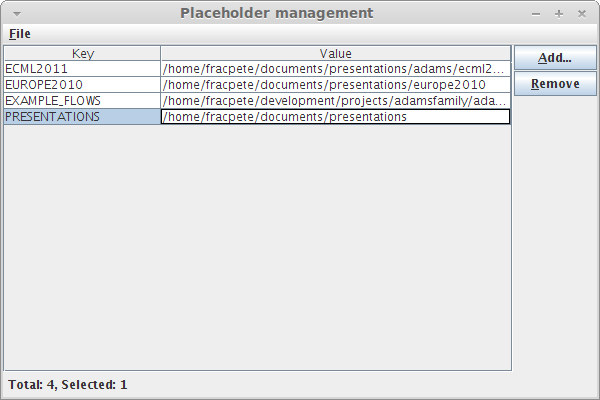 Placeholder management
File
Key Value
ECML2011 /home/fracpete/documents/presentations/adams/ecml2...
EUROPE2010 /home/fracpete/documents/presentations/europe2010
EXAMPLE_FLOWS /home/fracpete/development/projects/adamsfamily/ada...
PRESENTATIONS /home/fracpete/documents/presentations
Add...
Remove
Total: 4, Selected: 1